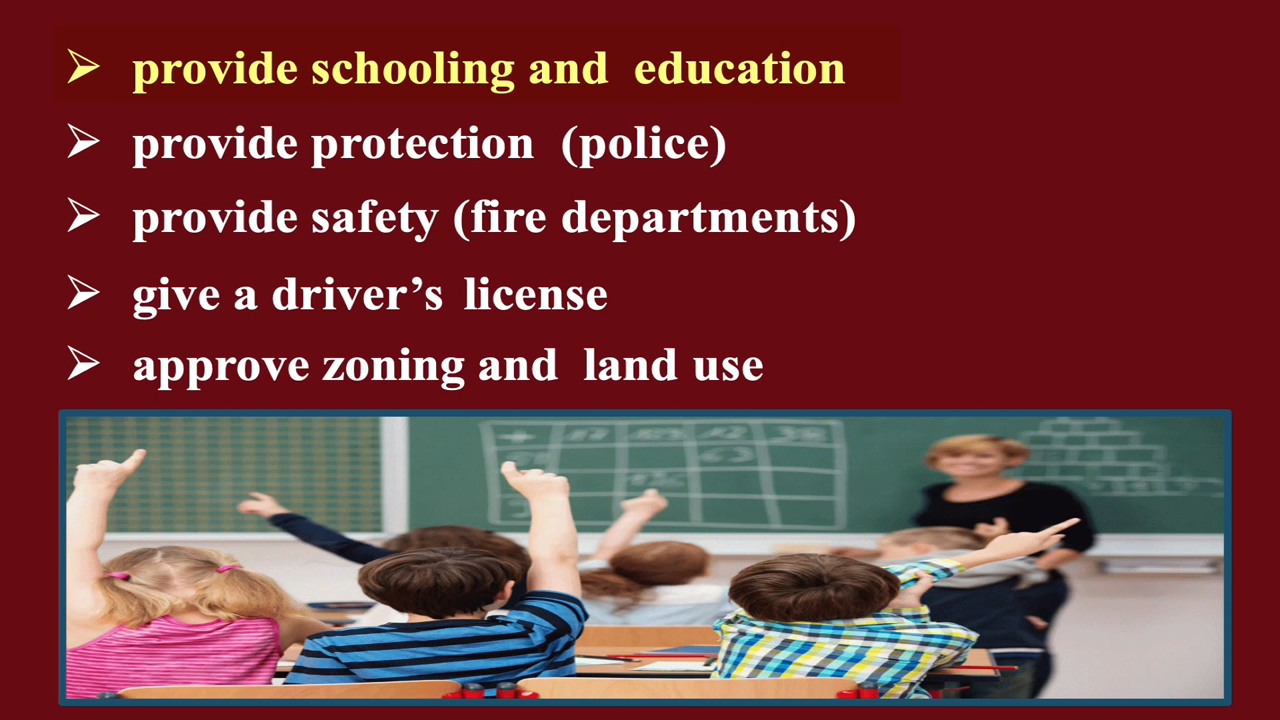 ➢ provide schooling and education
➢ provide protection (police)
➢ provide safety (fire departments)
➢ give a driver’s license
➢ approve zoning and land use